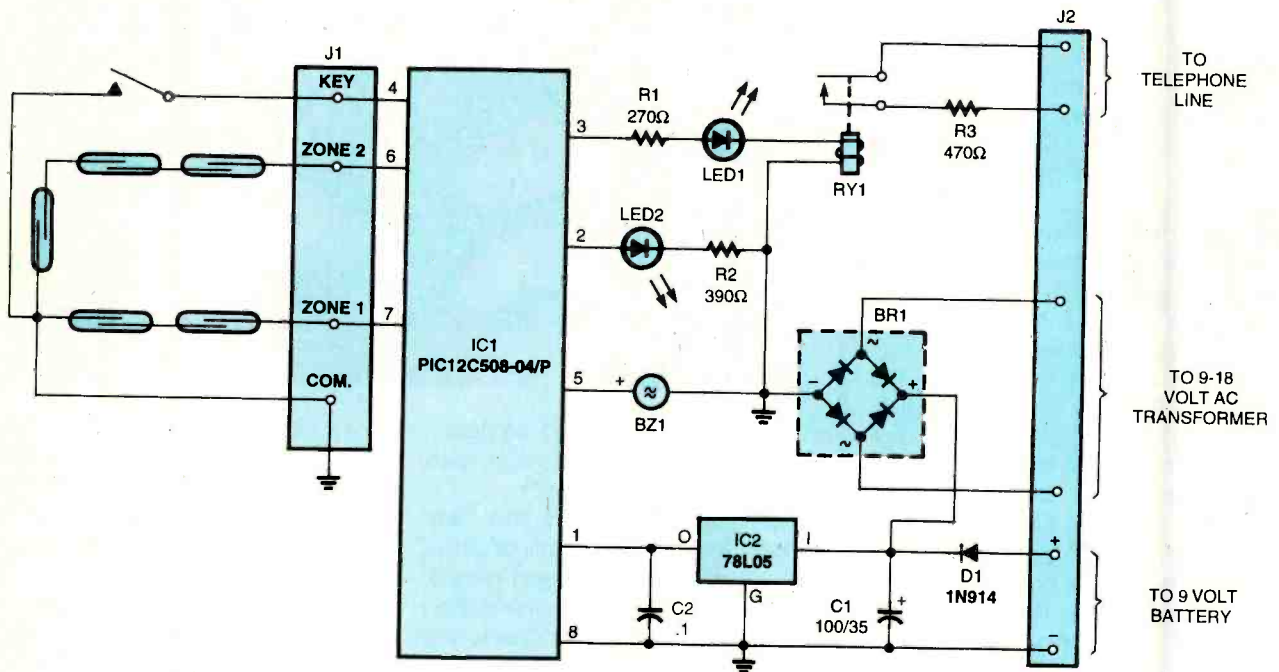 J1
KEY
ZONE 2
ZONE 1
COM.
4
6
7
IC1
PIC12C508-04/P
3
2
5
1
8
R1
270Ω
LED1
LED2
R2
390Ω
RY1
R3
470Ω
BZ1
+
≈
BR1
~
-
+
~
O
IC2
78L05
I
G
C2
.1
C1
100/35
+
D1
1N914
J2
+
-
TO
TELEPHONE
LINE
TO 9-18
VOLT AC
TRANSFORMER
TO 9 VOLT
BATTERY